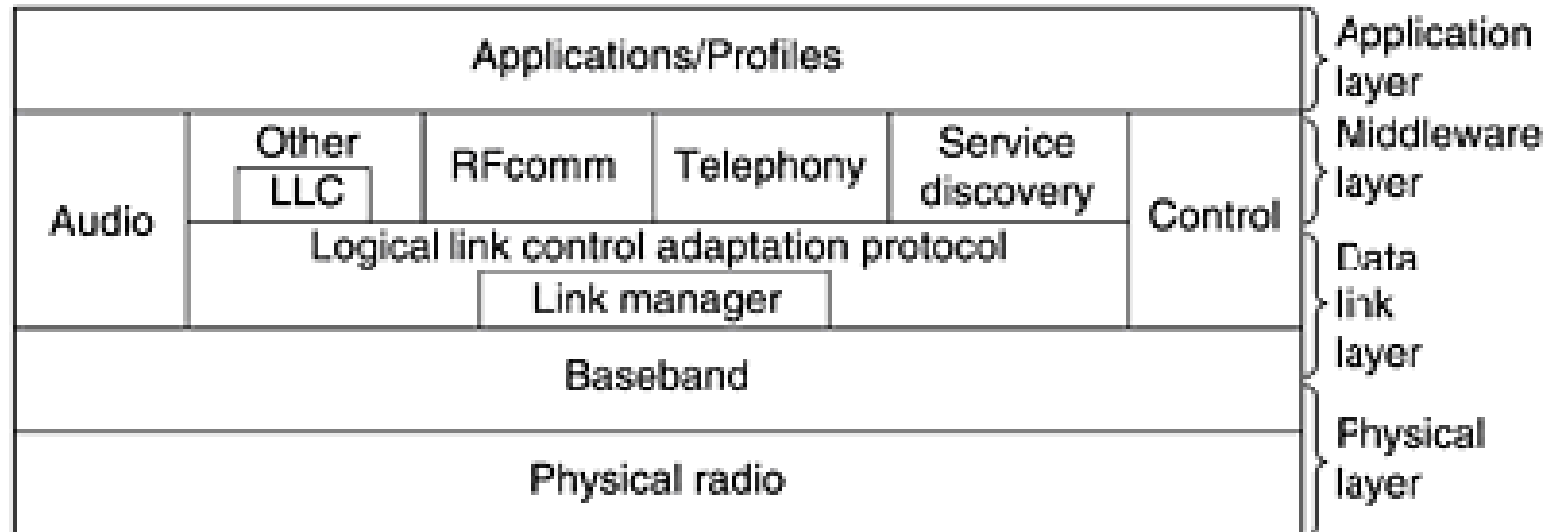 Applications/Profiles
Application
layer
Audio
Other
LLC
RFcomm
Telephony
Service
discovery
Control
Middleware
layer
Logical link control adaptation protocol
Link manager
Data
link
layer
Baseband
Physical radio
Physical
layer